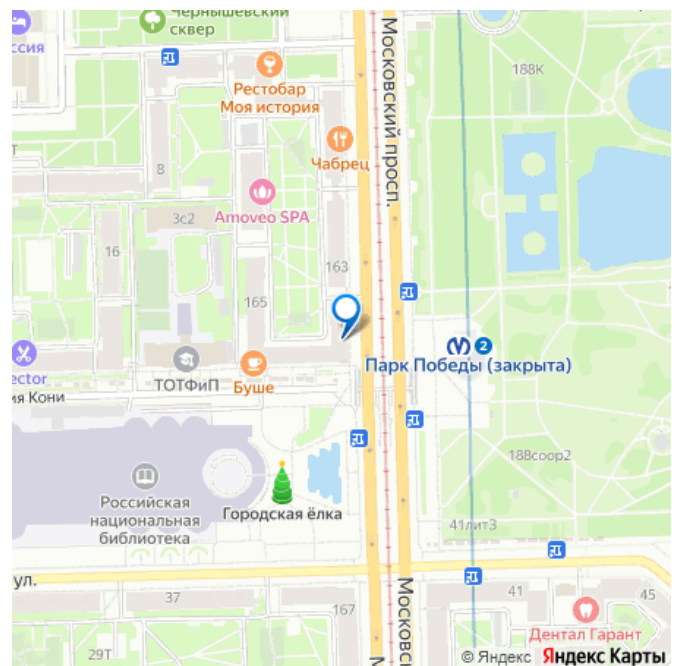 Чернышевский
сквер
ссия
188К
Рестобар
Моя история
Московский просп.
Чабрец
т
8
Amoveo SPA
3с2
16
163
165
2
Парк Победы (закрыта)
ector
ТОТФиП
Буше
ия Кони
188соор2
Российская
национальная
библиотека
Городская ёлка
41лит3
ул.
37
41
45
167
Московс
М
29Т
Дентал Гарант
© Яндекс Яндекс Карты